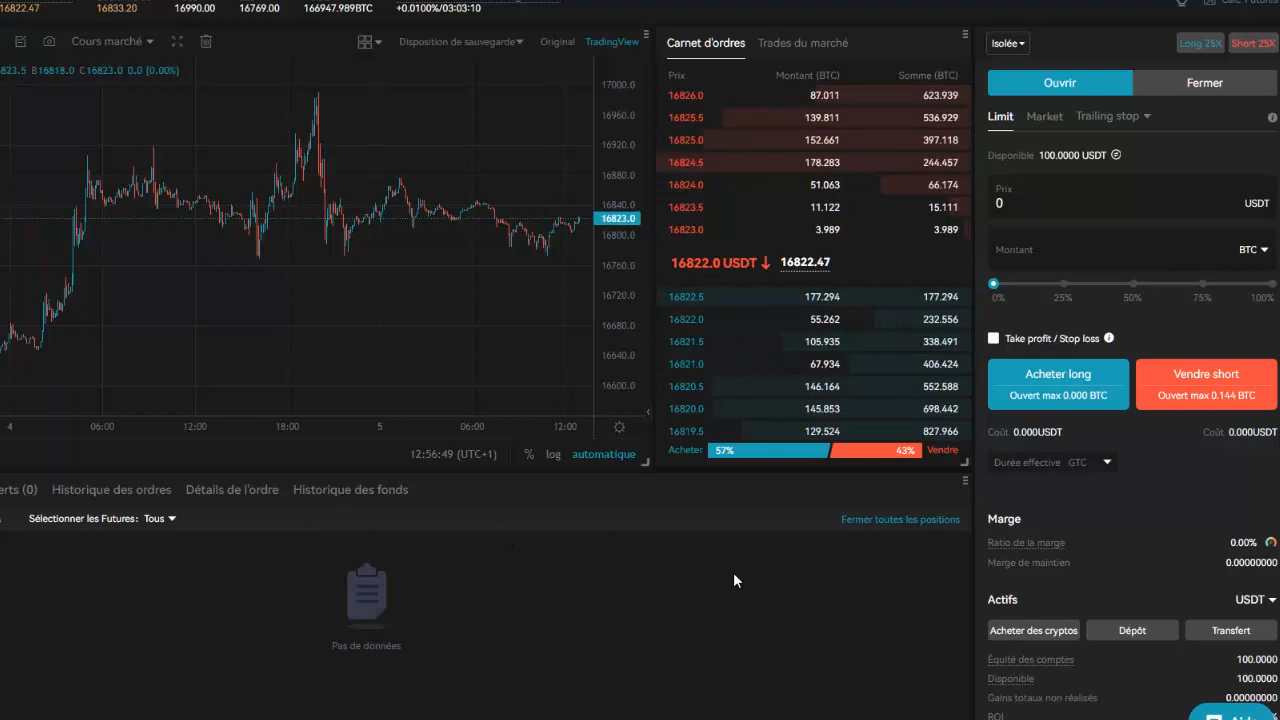 16822.47 16833.20 16990.00 16769.00 166947.989BTC +0.0100%/03:03:10
Cours marché Disposition de sauvegarde Original TradingView
823.5 B16818.0 C16823.0 0.0 (0.00%)
17000.0
16960.0
16920.0
16880.0
16840.0
16823.0
16800.0
16760.0
16720.0
16680.0
16640.0
16600.0
4 06:00 12:00 18:00 5 06:00 12:00
12:56:49 (UTC+1) % log automatique
Carnet d'ordres Trades du marché
Prix Montant (BTC) Somme (BTC)
16826.0 87.011 623.939
16825.5 139.811 536.929
16825.0 152.661 397.118
16824.5 178.283 244.457
16824.0 51.063 66.174
16823.5 11.122 15.111
16823.0 3.989 3.989
16822.0 USDT 16822.47
16822.5 177.294 177.294
16822.0 55.262 232.556
16821.5 105.935 338.491
16821.0 67.934 406.424
16820.5 146.164 552.588
16820.0 145.853 698.442
16819.5 129.524 827.966
Acheter 57% 43% Vendre
Isolée Long 25X Short 25X
Ouvrir Fermer
Limit Market Trailing stop
Disponible 100.0000 USDT
Prix
0 USDT
Montant BTC
0% 25% 50% 75% 100%
Take profit / Stop loss
Acheter long Vendre short
Ouvert max 0.000 BTC Ouvert max 0.144 BTC
Coût 0.000USDT Coût 0.000USDT
Durée effective GTC
Marge
Ratio de la marge 0.00%
Marge de maintien 0.00000000
Actifs USDT
Acheter des cryptos Dépôt Transfert
Équité des comptes 100.0000
Disponible 100.0000
Gains totaux non réalisés 0.00000000
erts (0) Historique des ordres Détails de l'ordre Historique des fonds
Sélectionner les Futures: Tous Fermer toutes les positions
Pas de données